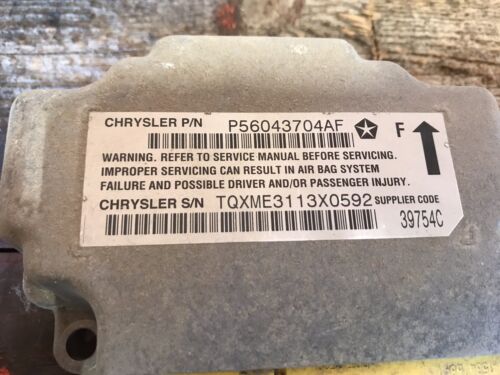 CHRYSLER P/N P56043704AF F
WARNING. REFER TO SERVICE MANUAL BEFORE SERVICING.
IMPROPER SERVICING CAN RESULT IN AIR BAG SYSTEM
FAILURE AND POSSIBLE DRIVER AND/OR PASSENGER INJURY.
CHRYSLER S/N TQXME3113X0592 SUPPLIER CODE
39754C